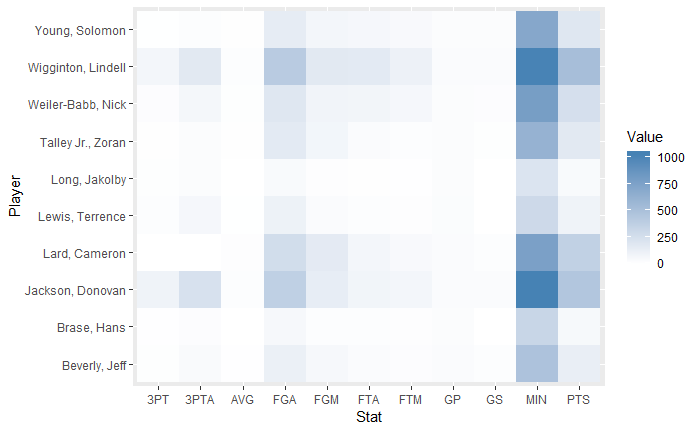 Young, Solomon
Wigginton, Lindell
Weiler-Babb, Nick
Talley Jr., Zoran
Long, Jakolby
Lewis, Terrence
Lard, Cameron
Jackson, Donovan
Brase, Hans
Beverly, Jeff
Player
3PT 3PTA AVG FGA FGM FTA FTM GP GS MIN PTS
Stat
Value
1000
750
500
250
0